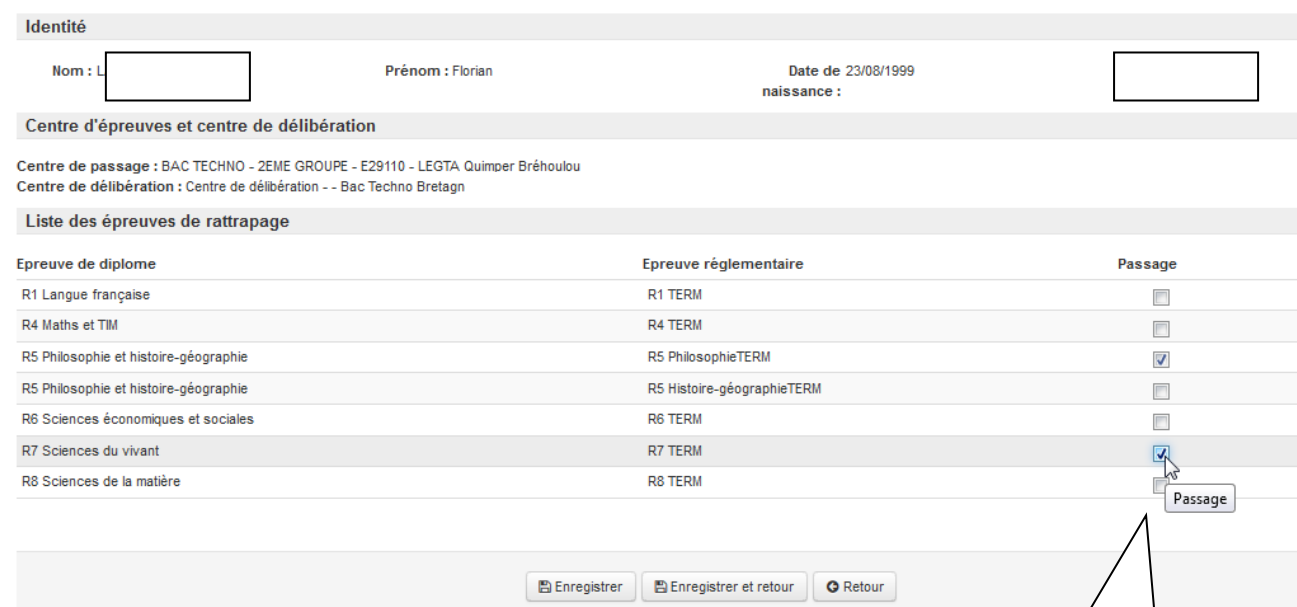 Identité
Nom : L Prénom : Florian Date de 23/08/1999
naissance :
Centre d'épreuves et centre de délibération
Centre de passage : BAC TECHNO - 2EME GROUPE - E29110 - LEGTA Quimper Bréhoulou
Centre de délibération : Centre de délibération - - Bac Techno Bretagn
Liste des épreuves de rattrapage
Epreuve de diplome Epreuve réglementaire Passage
R1 Langue française R1 TERM
R4 Maths et TIM R4 TERM
R5 Philosophie et histoire-géographie R5 PhilosophieTERM
R5 Philosophie et histoire-géographie R5 Histoire-géographieTERM
R6 Sciences économiques et sociales R6 TERM
R7 Sciences du vivant R7 TERM
R8 Sciences de la matière R8 TERM
Passage
Enregistrer Enregistrer et retour Retour